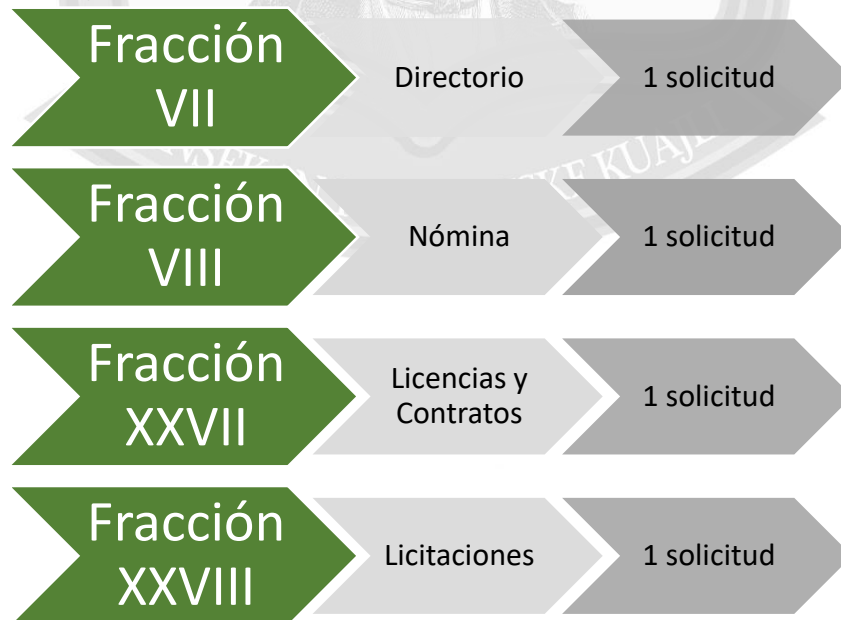 Fracción
VII
Directorio
1 solicitud
Fracción
VIII
Nómina
1 solicitud
Fracción
XXVII
Licencias y
Contratos
1 solicitud
Fracción
XXVIII
Licitaciones
1 solicitud